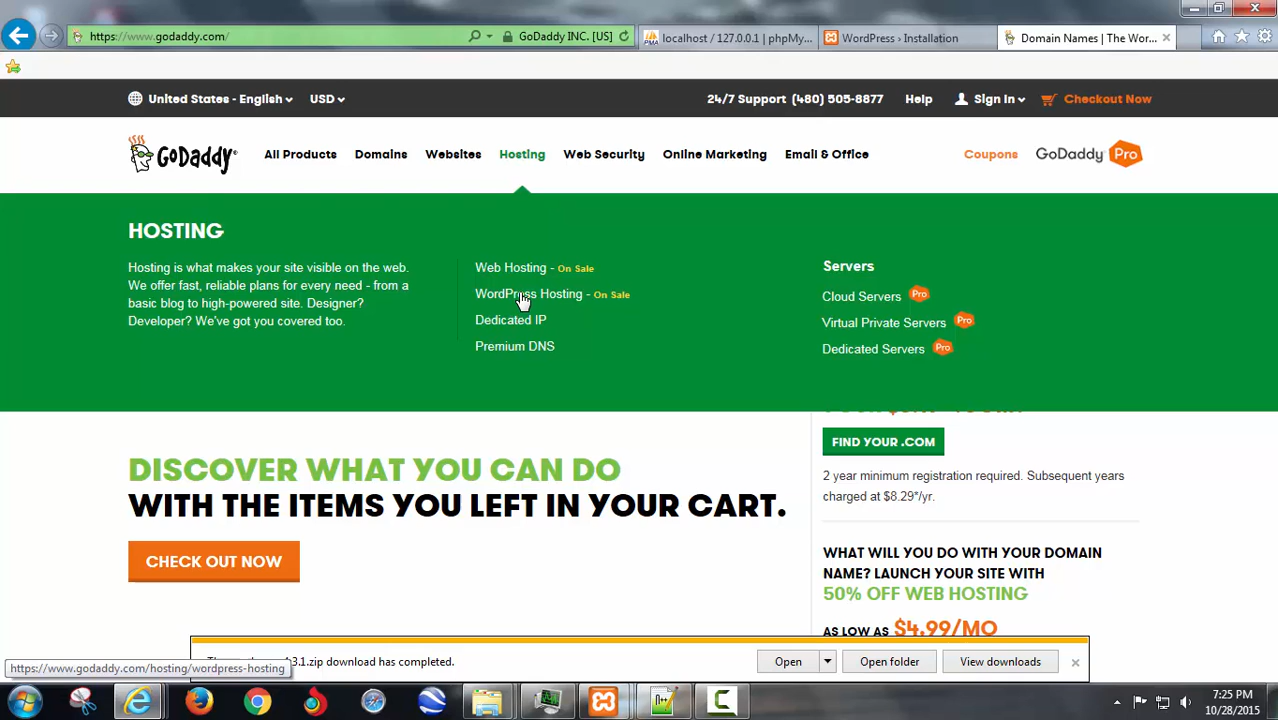 https://www.godaddy.com/
GoDaddy INC. [US]
localhost / 127.0.0.1 | phpMy...
WordPress › Installation
Domain Names | The Wor...
United States - English
USD
24/7 Support (480) 505-8877
Help
Sign In
Checkout Now
GoDaddy
All Products
Domains
Websites
Hosting
Web Security
Online Marketing
Email & Office
Coupons
GoDaddy Pro
HOSTING
Hosting is what makes your site visible on the web.
We offer fast, reliable plans for every need - from a
basic blog to high-powered site. Designer?
Developer? We've got you covered too.
Web Hosting - On Sale
WordPress Hosting - On Sale
Dedicated IP
Premium DNS
Servers
Cloud Servers Pro
Virtual Private Servers Pro
Dedicated Servers Pro
FIND YOUR .COM
2 year minimum registration required. Subsequent years
charged at $8.29*/yr.
DISCOVER WHAT YOU CAN DO
WITH THE ITEMS YOU LEFT IN YOUR CART.
CHECK OUT NOW
WHAT WILL YOU DO WITH YOUR DOMAIN
NAME? LAUNCH YOUR SITE WITH
50% OFF WEB HOSTING
AS LOW AS $4.99/MO
3.1.zip download has completed.
Open
Open folder
View downloads
https://www.godaddy.com/hosting/wordpress-hosting
7:25 PM
10/28/2015